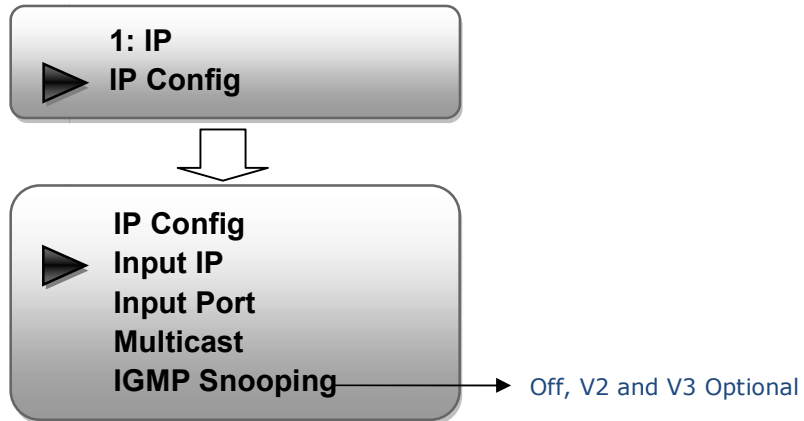 1: IP
IP Config
IP Config
Input IP
Input Port
Multicast
IGMP Snooping
Off, V2 and V3 Optional